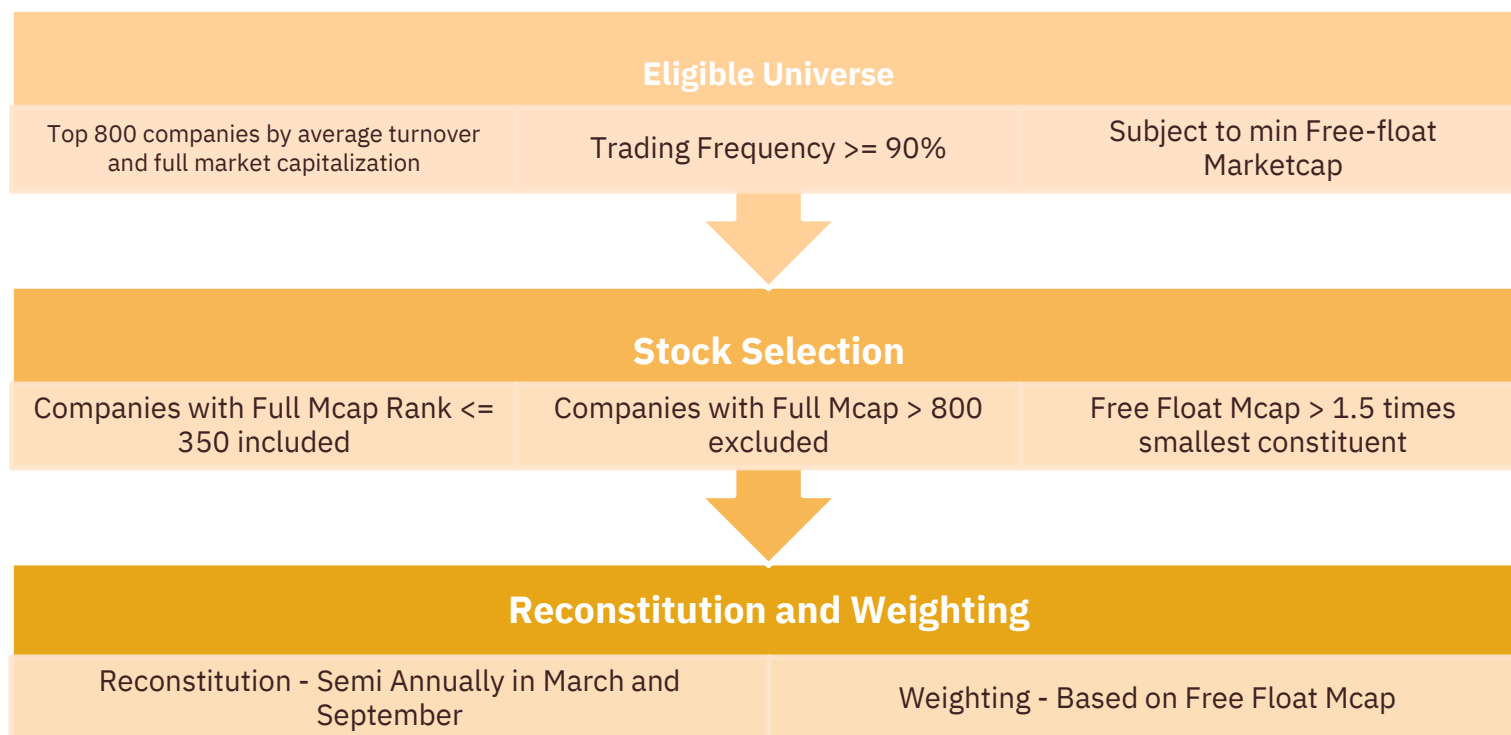 Eligible Universe
Top 800 companies by average turnover
and full market capitalization
Trading Frequency >= 90%
Subject to min Free-float
Marketcap
Stock Selection
Companies with Full Mcap Rank <=
350 included
Companies with Full Mcap > 800
excluded
Free Float Mcap > 1.5 times
smallest constituent
Reconstitution and Weighting
Reconstitution - Semi Annually in March and
September
Weighting - Based on Free Float Mcap